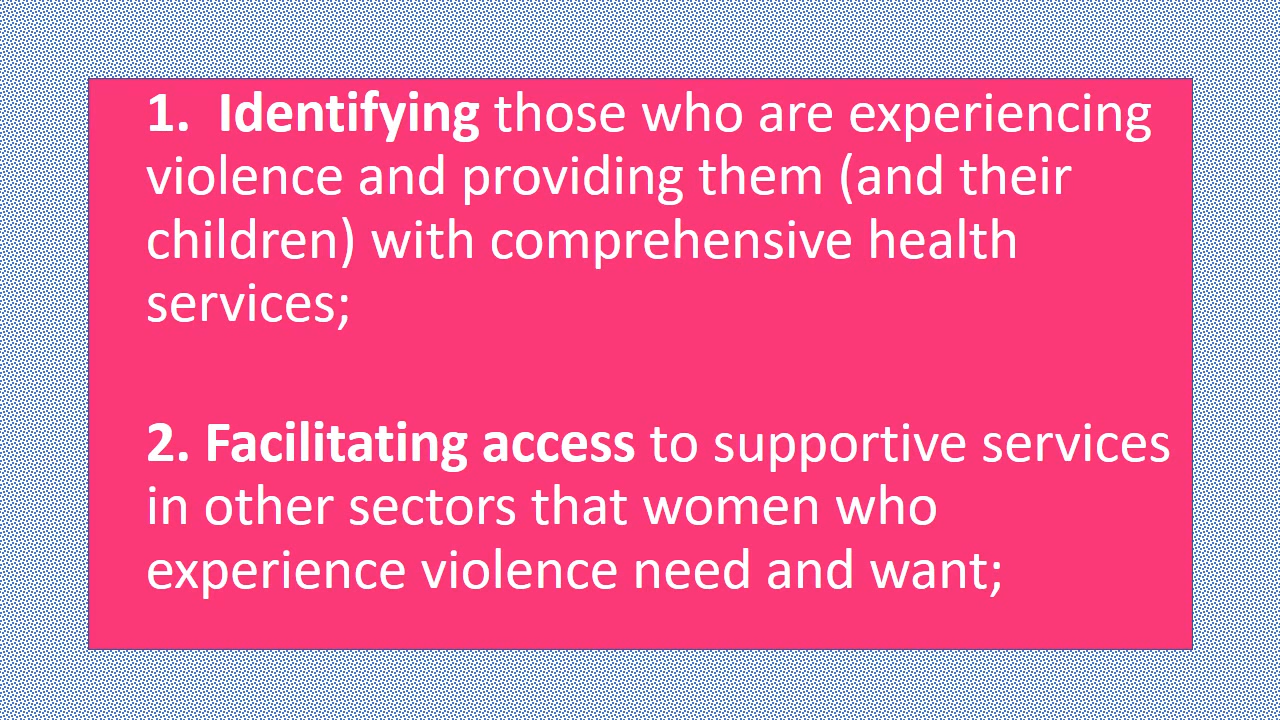 1. Identifying those who are experiencing
violence and providing them (and their
children) with comprehensive health
services;
2. Facilitating access to supportive services
in other sectors that women who
experience violence need and want;